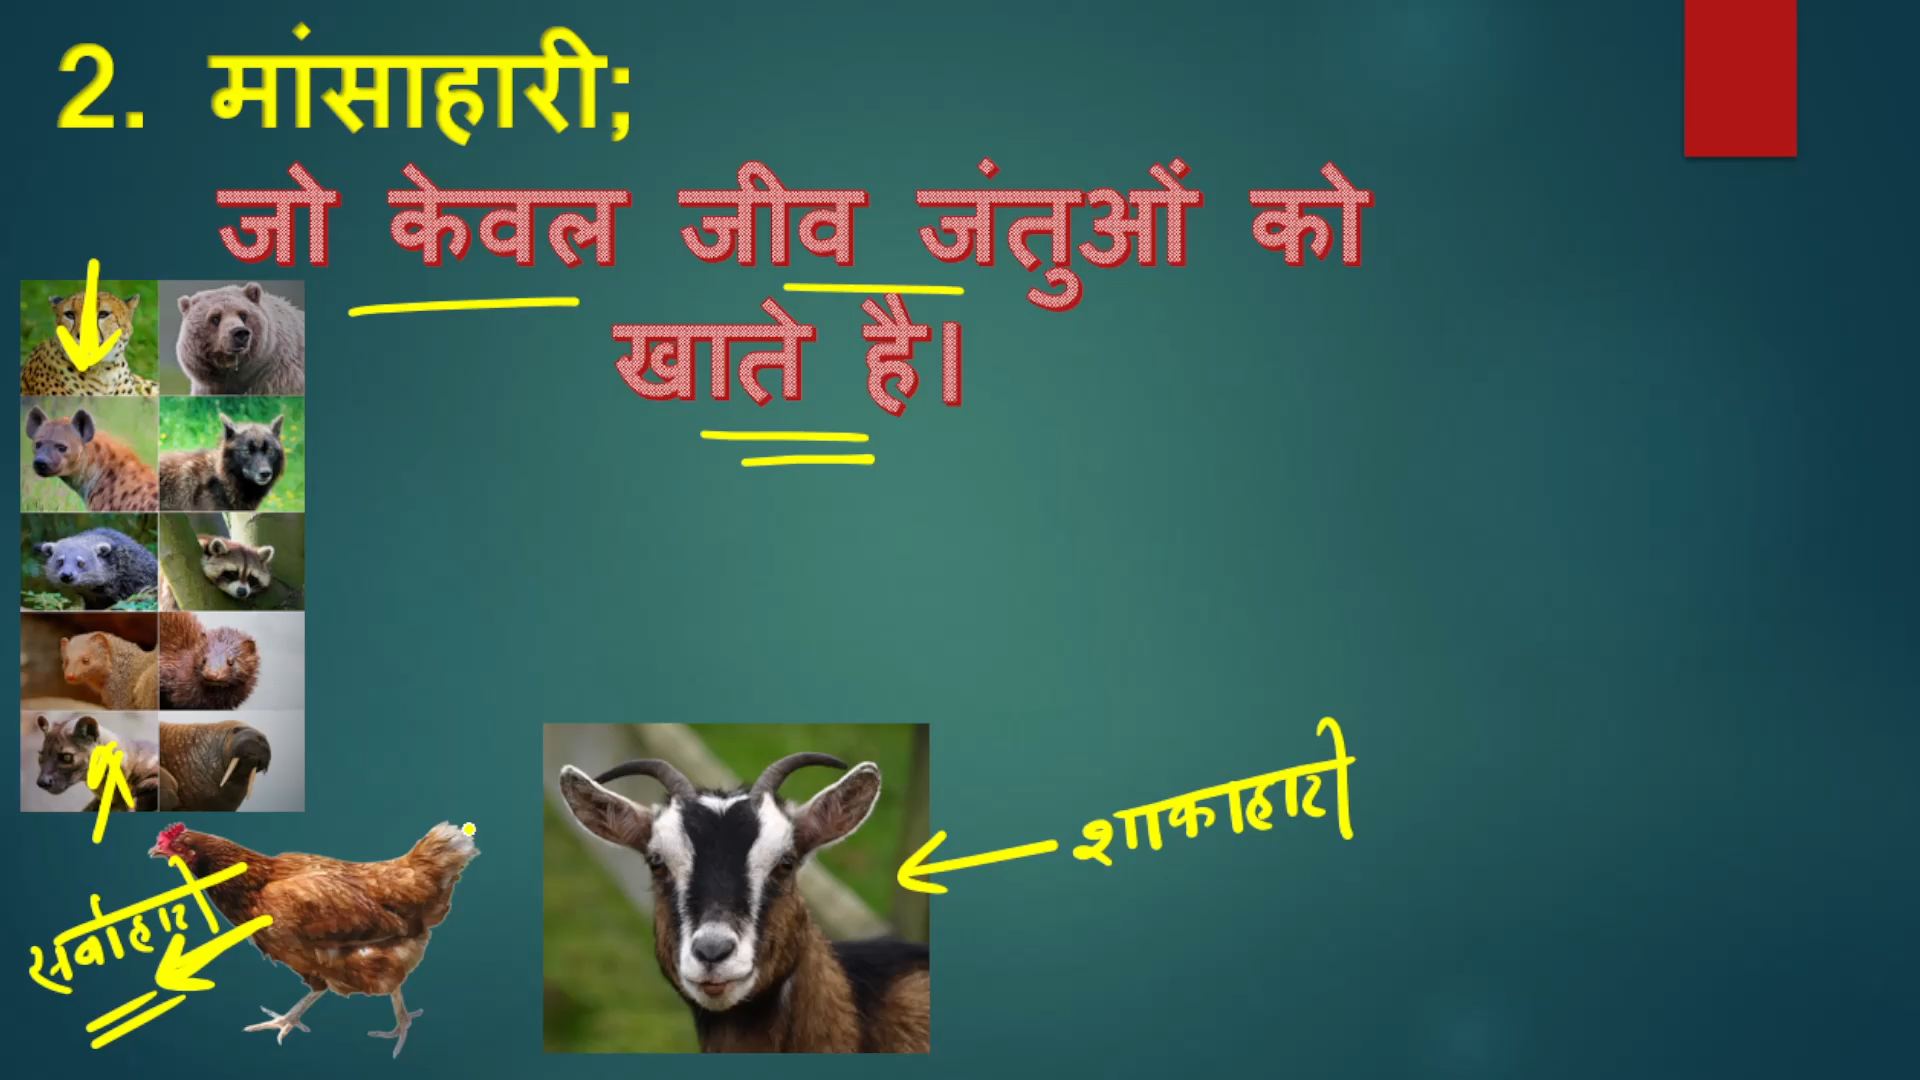 2. मांसाहारी;
जो केवल जीव जंतुओं को
खाते है।
शाकाहारी
सर्वाहारी